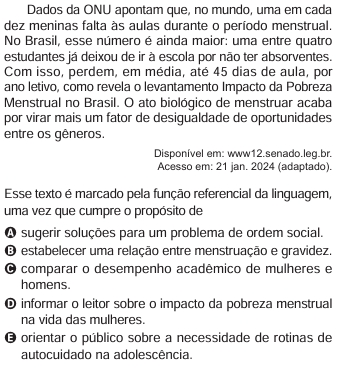 Dados da ONU apontam que, no mundo, uma em cada
dez meninas falta às aulas durante o período menstrual.
No Brasil, esse número é ainda maior: uma entre quatro
estudantes já deixou de ir à escola por não ter absorventes.
Com isso, perdem, em média, até 45 dias de aula, por
ano letivo, como revela o levantamento Impacto da Pobreza
Menstrual no Brasil. O ato biológico de menstruar acaba
por virar mais um fator de desigualdade de oportunidades
entre os gêneros.
Disponível em: www12.senado.leg.br.
Acesso em: 21 jan. 2024 (adaptado).
Esse texto é marcado pela função referencial da linguagem,
uma vez que cumpre o propósito de
A sugerir soluções para um problema de ordem social.
B estabelecer uma relação entre menstruação e gravidez.
C comparar o desempenho acadêmico de mulheres e
homens.
D informar o leitor sobre o impacto da pobreza menstrual
na vida das mulheres.
E orientar o público sobre a necessidade de rotinas de
autocuidado na adolescência.